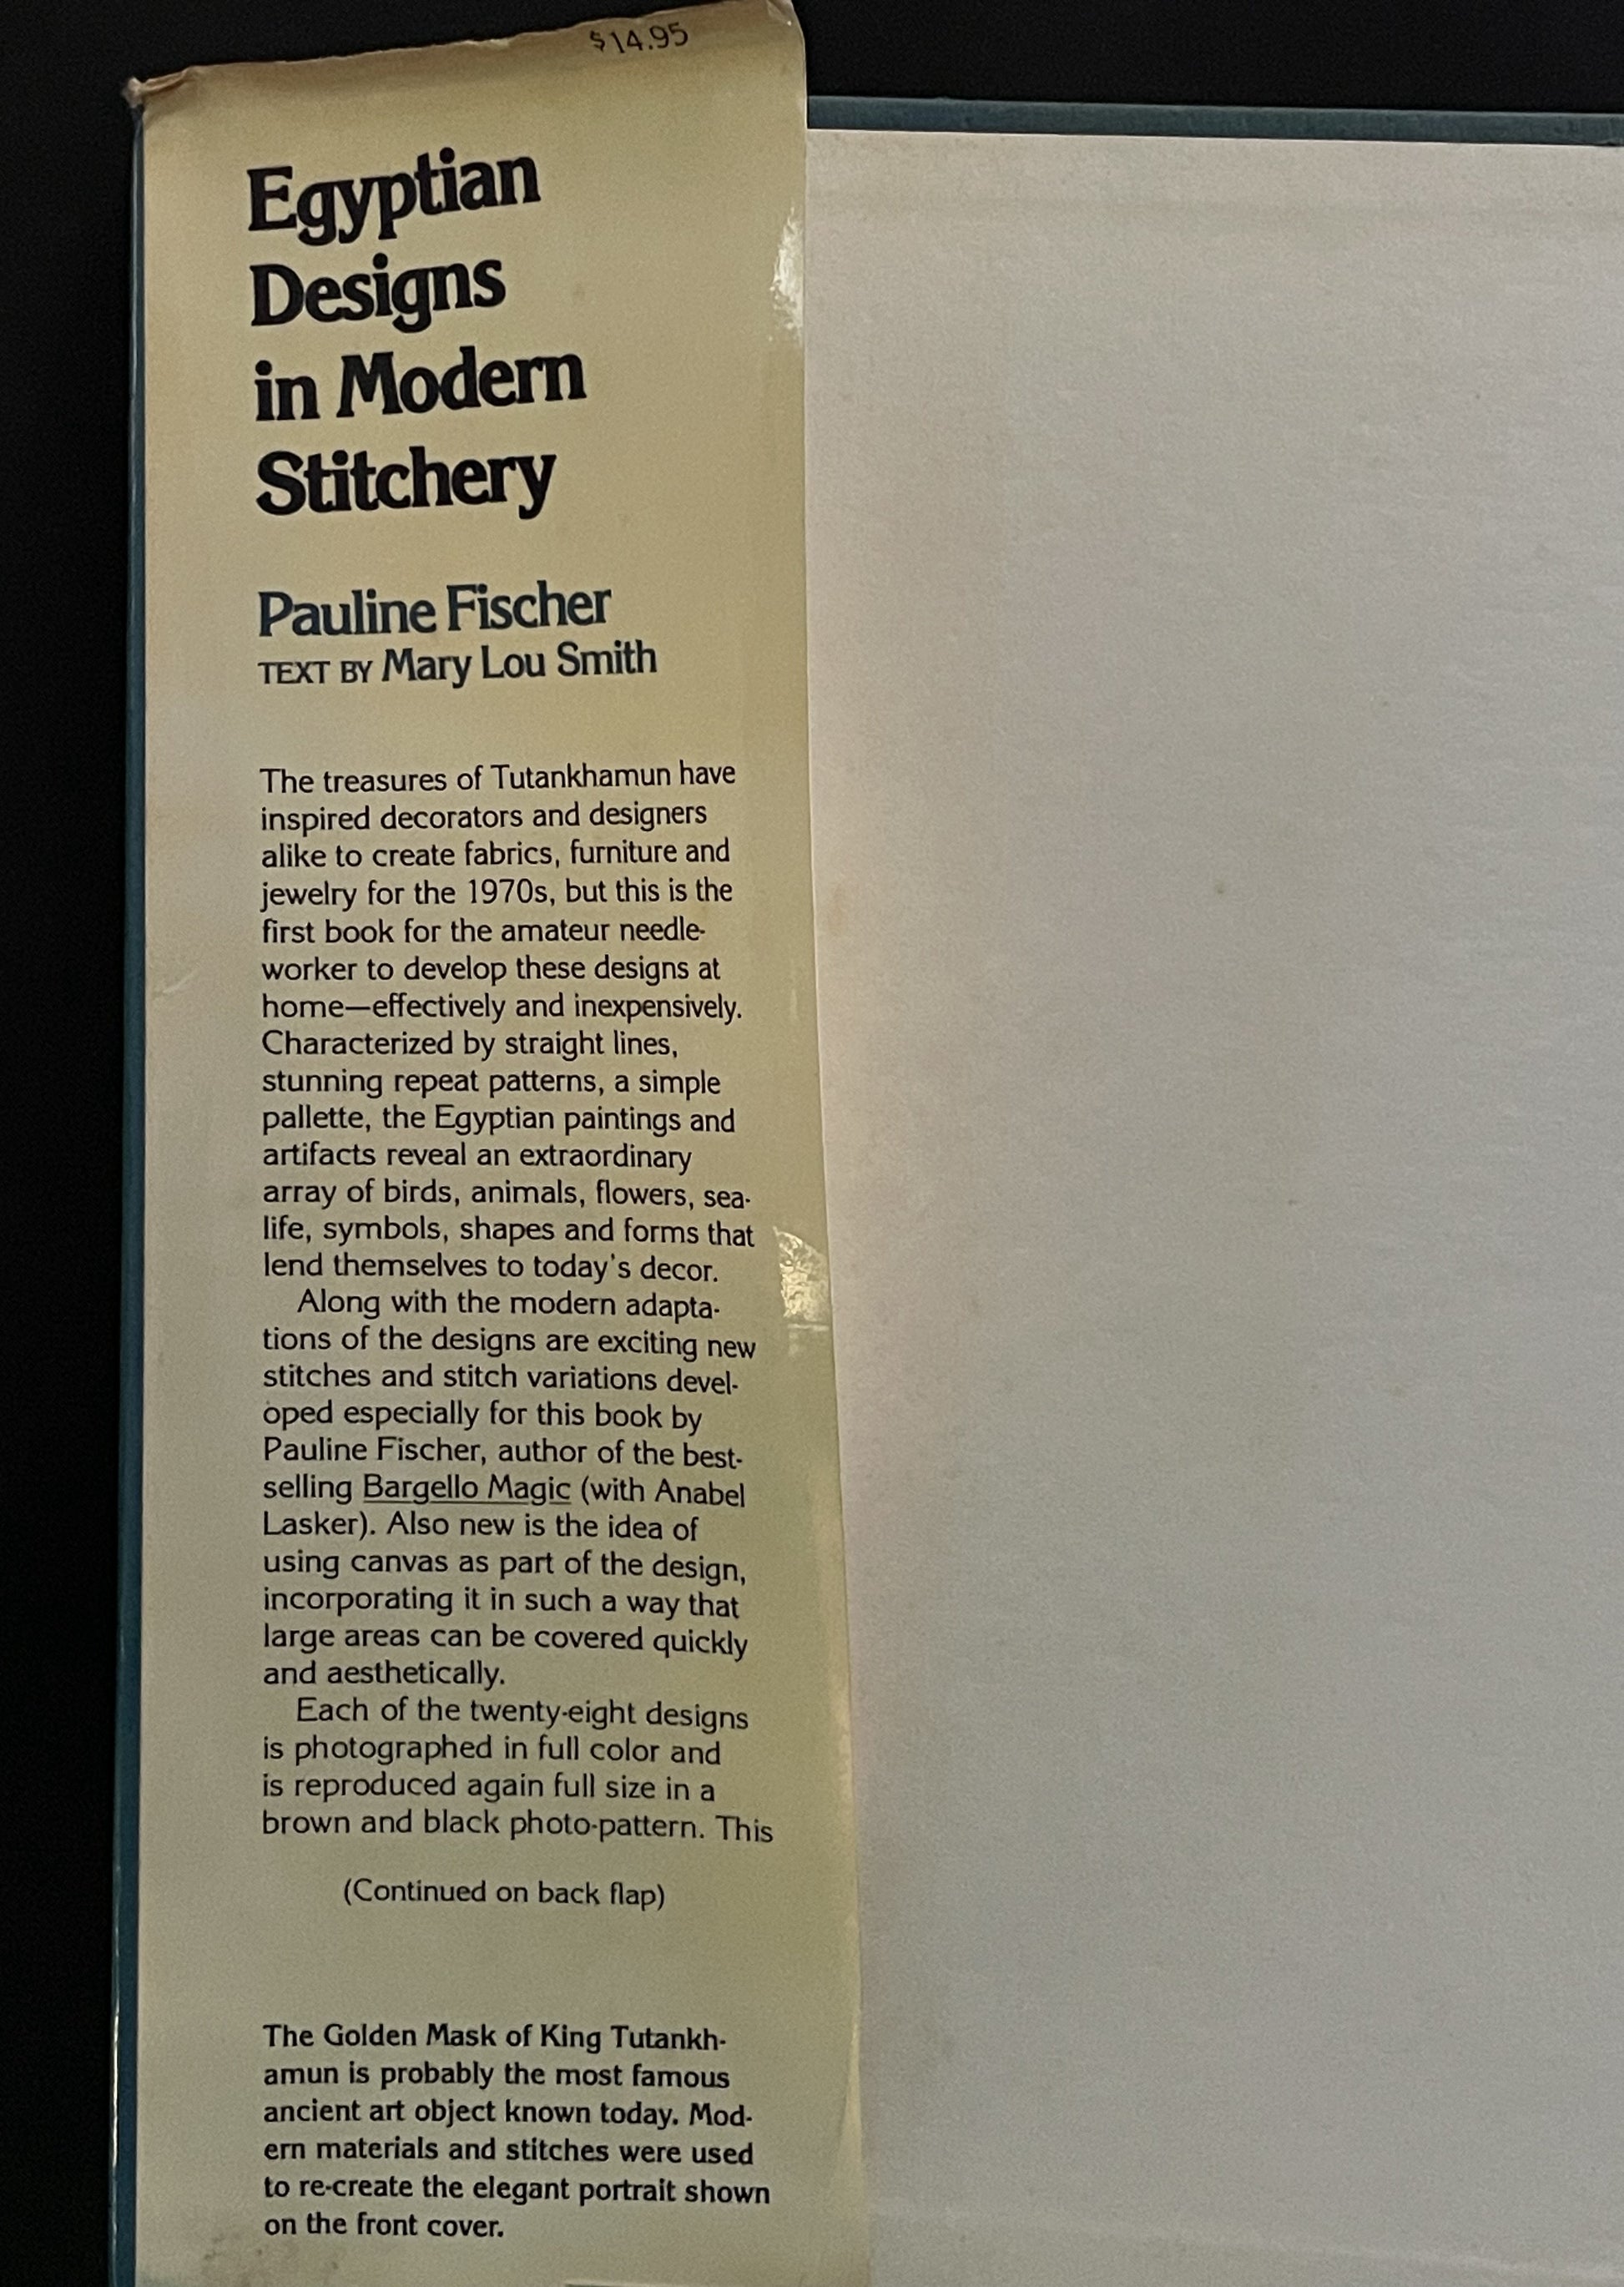 $14.95
Egyptian
Designs
in Modern
Stitchery
Pauline Fischer
TEXT BY Mary Lou Smith
The treasures of Tutankhamun have
inspired decorators and designers
alike to create fabrics, furniture and
jewelry for the 1970s, but this is the
first book for the amateur needle-
worker to develop these designs at
home—effectively and inexpensively.
Characterized by straight lines,
stunning repeat patterns, a simple
pallette, the Egyptian paintings and
artifacts reveal an extraordinary
array of birds, animals, flowers, sea-
life, symbols, shapes and forms that
lend themselves to today's decor.
Along with the modern adapta-
tions of the designs are exciting new
stitches and stitch variations devel-
oped especially for this book by
Pauline Fischer, author of the best-
selling Bargello Magic (with Anabel
Lasker). Also new is the idea of
using canvas as part of the design,
incorporating it in such a way that
large areas can be covered quickly
and aesthetically.
Each of the twenty-eight designs
is photographed in full color and
is reproduced again full size in a
brown and black photo-pattern. This
(Continued on back flap)
The Golden Mask of King Tutankh-
amun is probably the most famous
ancient art object known today. Mod-
ern materials and stitches were used
to re-create the elegant portrait shown
on the front cover.